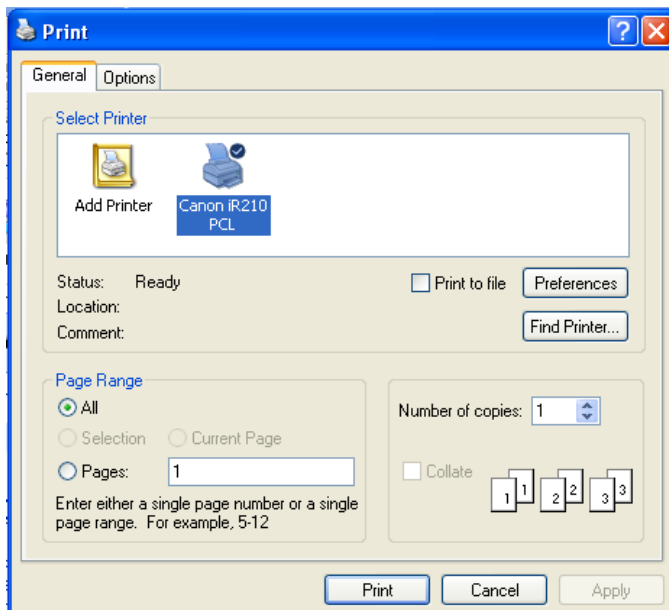 Print
General
Options
Select Printer
Add Printer
Canon iR210
PCL
Status: Ready
Print to file
Preferences
Location:
Comment:
Find Printer...
Page Range
All
Number of copies: 1
Selection
Current Page
Pages: 1
Collate
1 1 2 2 3 3
Enter either a single page number or a single
page range. For example, 5-12
Print
Cancel
Apply